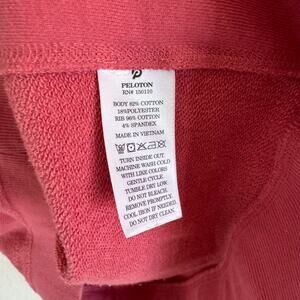 PELOTON
RN# 150110
BODY 82% COTTON
18%POLYESTER
RIB 96% COTTON
4% SPANDEX
MADE IN VIETNAM
TURN INSIDE OUT.
MACHINE WASH COLD
WITH LIKE COLORS
GENTLE CYCLE.
TUMBLE DRY LOW.
DO NOT BLEACH.
REMOVE PROMPTLY.
COOL IRON IF NEEDED.
DO NOT DRY CLEAN.